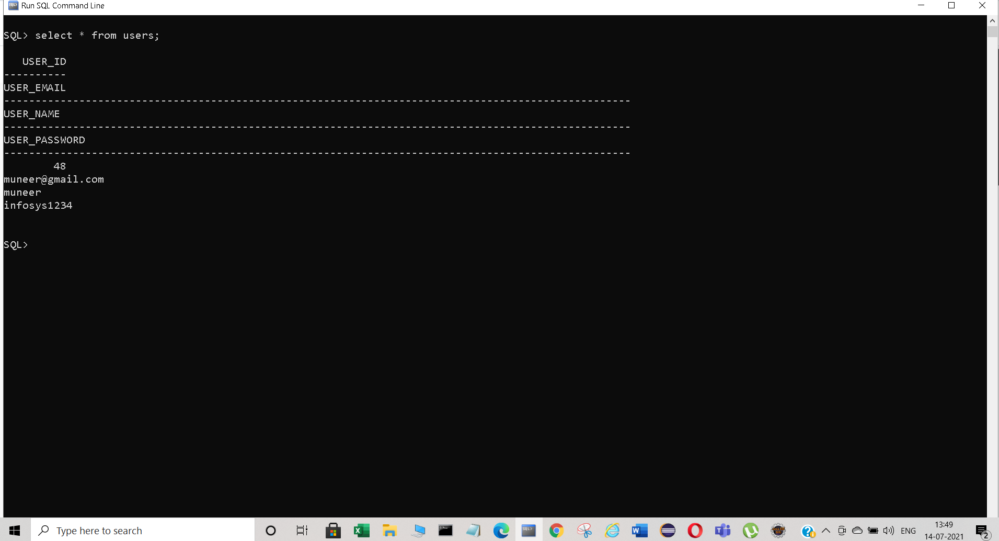 Run SQL Command Line
SQL> select * from users;
USER_ID
----------
USER_EMAIL
----------------------------------------------------------------------------------------------------
USER_NAME
----------------------------------------------------------------------------------------------------
USER_PASSWORD
----------------------------------------------------------------------------------------------------
48
muneer@gmail.com
muneer
infosys1234
SQL>
Type here to search
ENG
13:49
14-07-2021
2